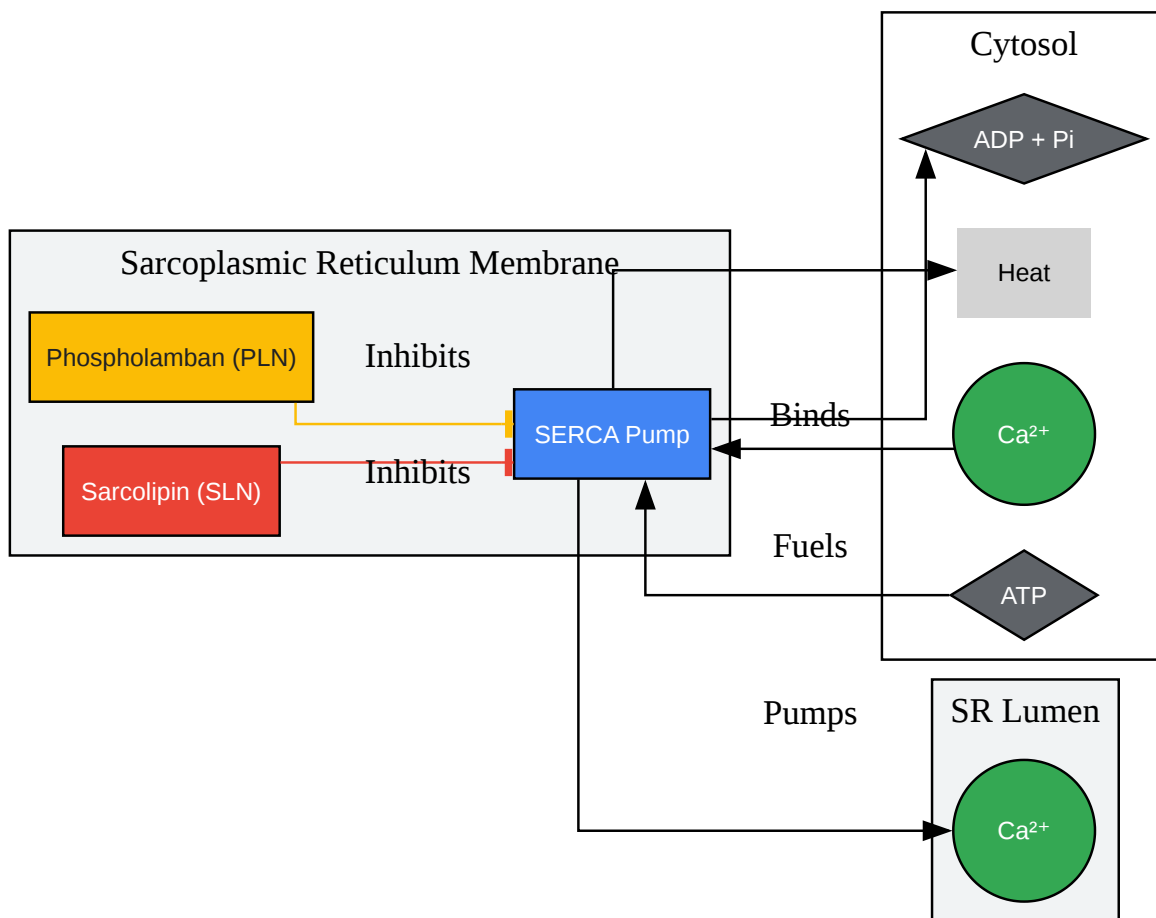 Cytosol
ADP + Pi
Sarcoplasmic Reticulum Membrane
Heat
Phospholamban (PLN)
Inhibits
Binds
SERCA Pump
Ca²⁺
Inhibits
Sarcolipin (SLN)
Fuels
ATP
Pumps
SR Lumen
Ca²⁺